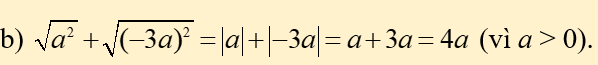 b) √a² + √(−3a)² = |a| + |−3a| = a + 3a = 4a (vì a > 0).